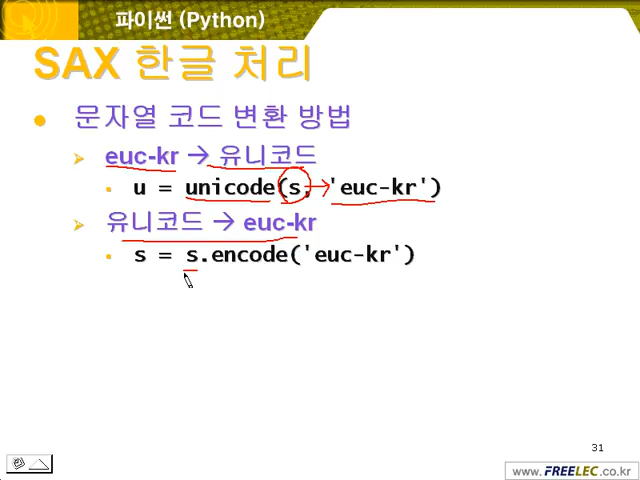 파이썬 (Python)
SAX 한글 처리
문자열 코드 변환 방법
euc-kr → 유니코드
u = unicode(s, 'euc-kr')
유니코드 → euc-kr
s = s.encode('euc-kr')
31
www.FREELEC.co.kr